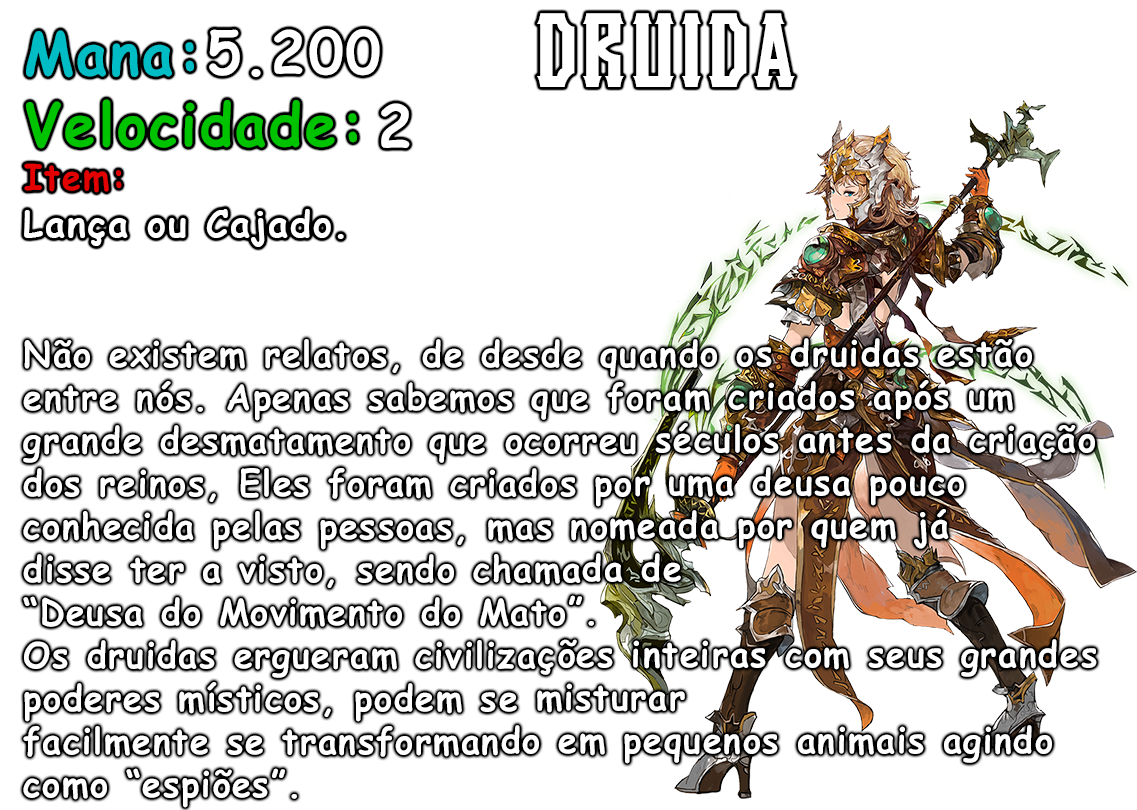 DRUIDA
Mana: 5.200
Velocidade: 2
Item:
Lança ou Cajado.
Não existem relatos, de desde quando os druidas estão
entre nós. Apenas sabemos que foram criados após um
grande desmatamento que ocorreu séculos antes da criação
dos reinos, Eles foram criados por uma deusa pouco
conhecida pelas pessoas, mas nomeada por quem já
disse ter a visto, sendo chamada de
“Deusa do Movimento do Mato”.
Os druidas ergueram civilizações inteiras com seus grandes
poderes místicos, podem se misturar
facilmente se transformando em pequenos animais agindo
como “espiões”.